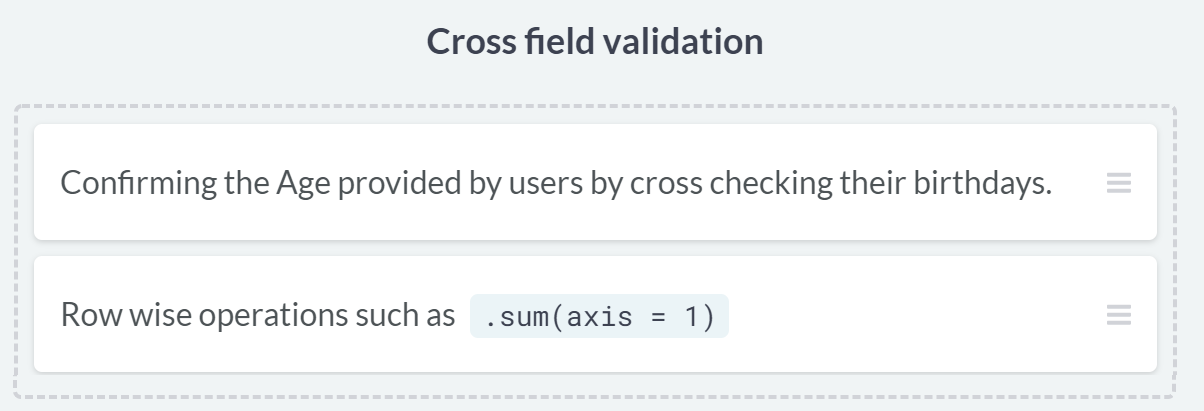 Cross field validation
Confirming the Age provided by users by cross checking their birthdays.
Row wise operations such as .sum(axis = 1)